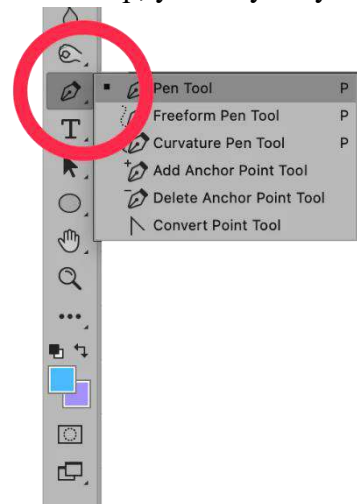 Pen Tool P
Freeform Pen Tool P
Curvature Pen Tool P
Add Anchor Point Tool
Delete Anchor Point Tool
Convert Point Tool
T